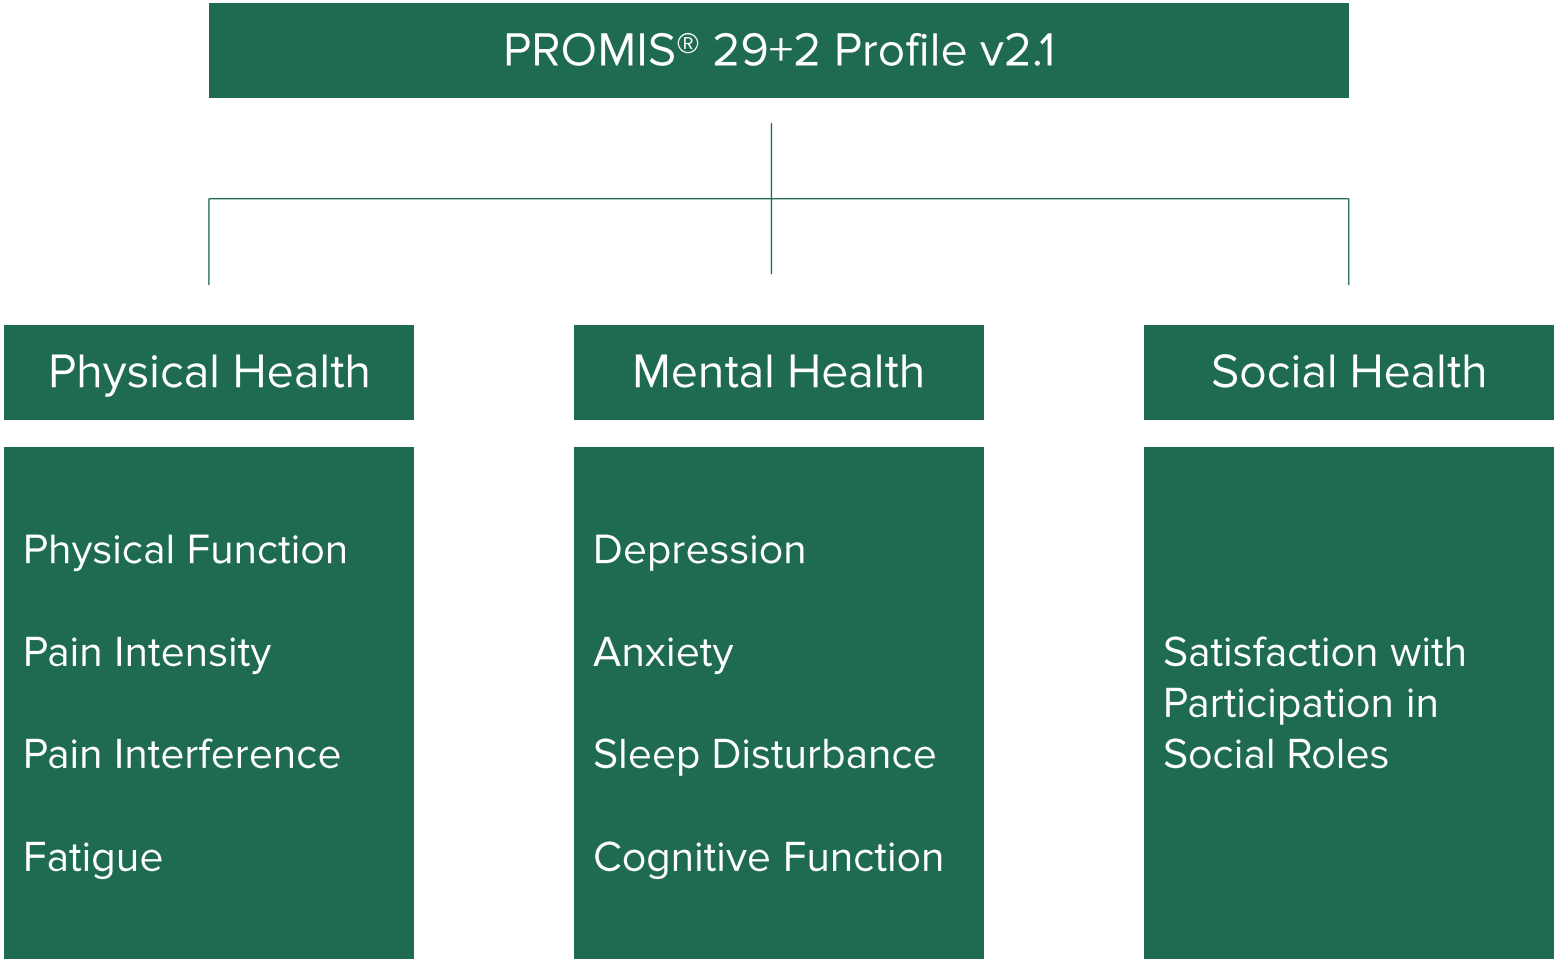 PROMIS® 29+2 Profile v2.1
Physical Health
Physical Function
Pain Intensity
Pain Interference
Fatigue
Mental Health
Depression
Anxiety
Sleep Disturbance
Cognitive Function
Social Health
Satisfaction with
Participation in
Social Roles